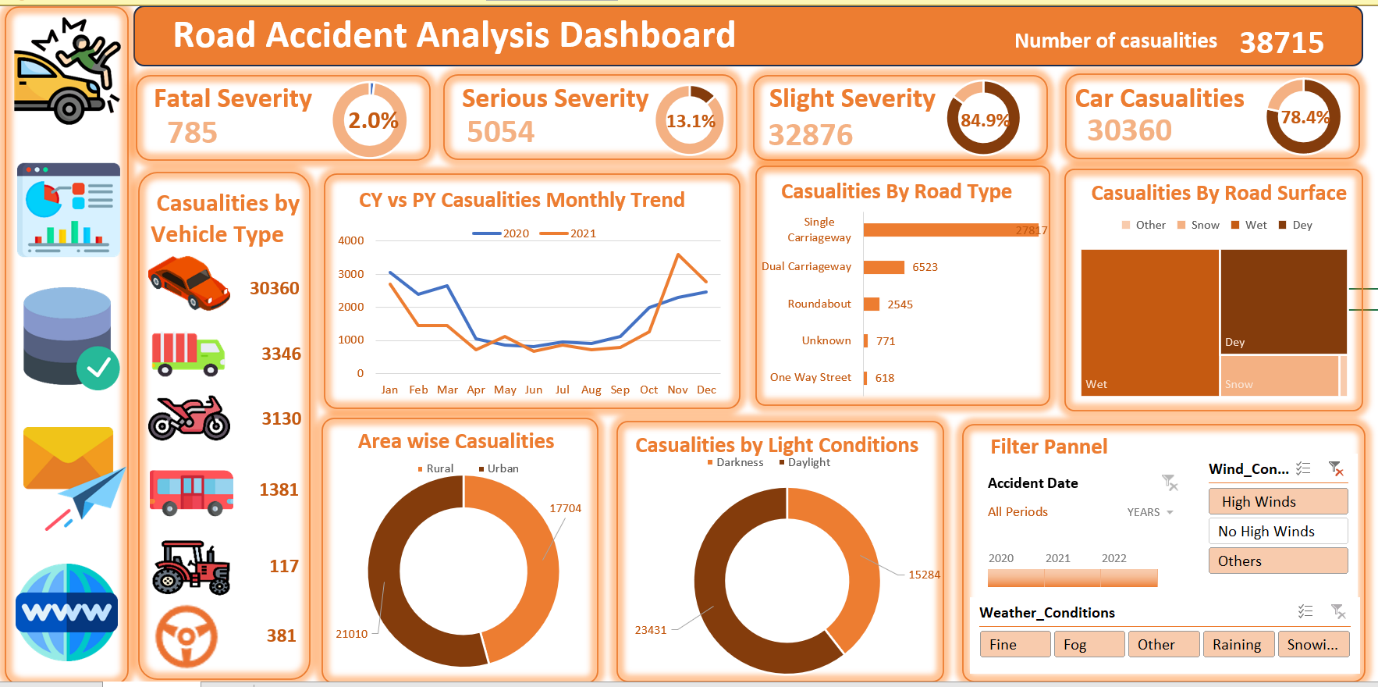 Road Accident Analysis Dashboard
Number of casualities 38715
Fatal Severity
785
2.0%
Serious Severity
5054
13.1%
Slight Severity
32876
84.9%
Car Casualities
30360
78.4%
Casualities by
Vehicle Type
30360
3346
3130
1381
117
381
CY vs PY Casualities Monthly Trend
2020 2021
4000
3000
2000
1000
0
Jan Feb Mar Apr May Jun Jul Aug Sep Oct Nov Dec
Casualities By Road Type
Single
Carriageway
27817
Dual Carriageway 6523
Roundabout 2545
Unknown 771
One Way Street 618
Casualities By Road Surface
Other Snow Wet Dey
Wet
Dey
Snow
Area wise Casualities
Rural Urban
17704
21010
Casualities by Light Conditions
Darkness Daylight
15284
23431
Filter Pannel
Accident Date
All Periods YEARS
2020 2021 2022
Wind_Con...
High Winds
No High Winds
Others
Weather_Conditions
Fine Fog Other Raining Snowi...
WWW